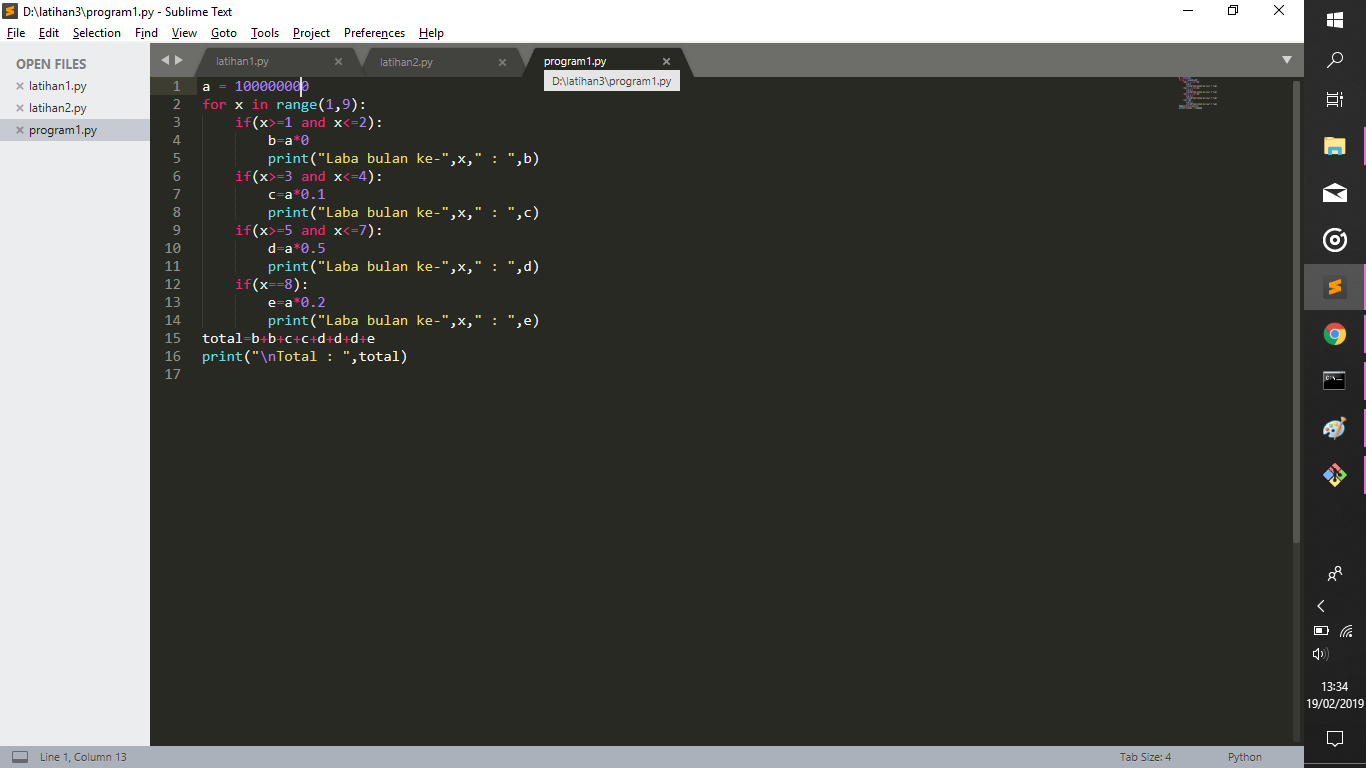 D:\latihan3\program1.py - Sublime Text
File Edit Selection Find View Goto Tools Project Preferences Help
OPEN FILES
latihan1.py
latihan2.py
program1.py
latihan1.py latihan2.py program1.py
D:\latihan3\program1.py
1 a = 100000000
2 for x in range(1,9):
3     if(x>=1 and x<=2):
4         b=a*0
5         print("Laba bulan ke-",x," : ",b)
6     if(x>=3 and x<=4):
7         c=a*0.1
8         print("Laba bulan ke-",x," : ",c)
9     if(x>=5 and x<=7):
10         d=a*0.5
11         print("Laba bulan ke-",x," : ",d)
12     if(x==8):
13         e=a*0.2
14         print("Laba bulan ke-",x," : ",e)
15 total=b+b+c+c+d+d+d+e
16 print("\nTotal : ",total)
17
Line 1, Column 13
Tab Size: 4
Python
13:34
19/02/2019